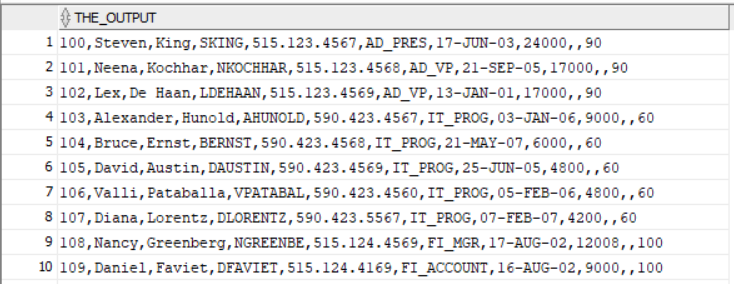 THE_OUTPUT
1 100,Steven,King,SKING,515.123.4567,AD_PRES,17-JUN-03,24000,,90
2 101,Neena,Kochhar,NKOCHHAR,515.123.4568,AD_VP,21-SEP-05,17000,,90
3 102,Lex,De Haan,LDEHAAN,515.123.4569,AD_VP,13-JAN-01,17000,,90
4 103,Alexander,Hunold,AHUNOLD,590.423.4567,IT_PROG,03-JAN-06,9000,,60
5 104,Bruce,Ernst,BERNST,590.423.4568,IT_PROG,21-MAY-07,6000,,60
6 105,David,Austin,DAUSTIN,590.423.4569,IT_PROG,25-JUN-05,4800,,60
7 106,Valli,Pataballa,VPATABAL,590.423.4560,IT_PROG,05-FEB-06,4800,,60
8 107,Diana,Lorentz,DLORENTZ,590.423.5567,IT_PROG,07-FEB-07,4200,,60
9 108,Nancy,Greenberg,NGREENBE,515.124.4569,FI_MGR,17-AUG-02,12008,,100
10 109,Daniel,Faviet,DFAVIET,515.124.4169,FI_ACCOUNT,16-AUG-02,9000,,100